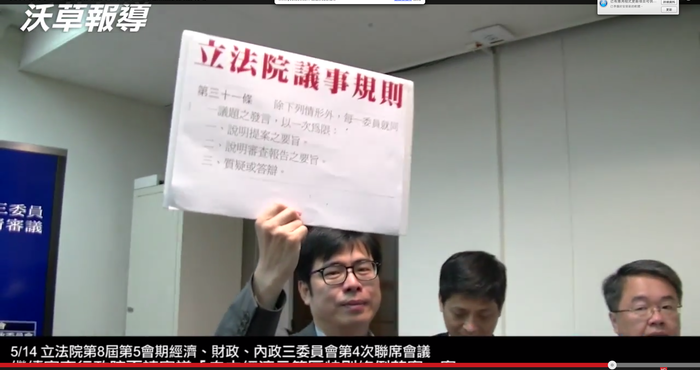 沃草報導
立法院議事規則
第三十一條 除下列情形外，每一委員就同
一議題之發言，以一次為限：
一、說明提案之要旨。
二、說明審查報告之要旨。
三、質疑或答辯。
三委員
審議
5/14 立法院第8屆第5會期經濟、財政、內政三委員會第4次聯席會議